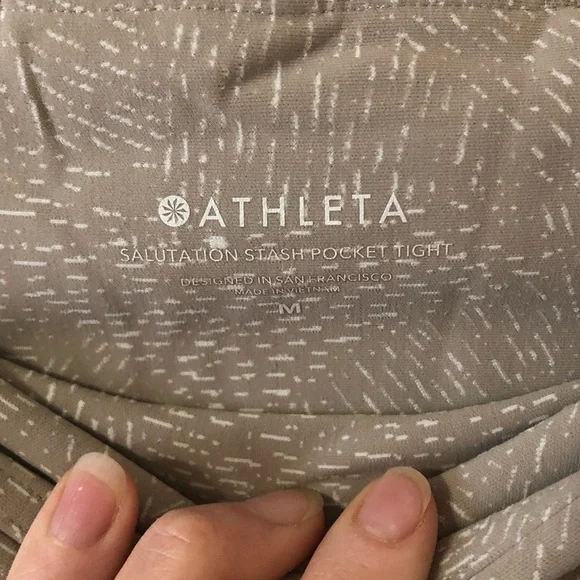 ATHLETA
SALUTATION STASH POCKET TIGHT
DESIGNED IN SAN FRANCISCO
MADE IN VIETNAM
M